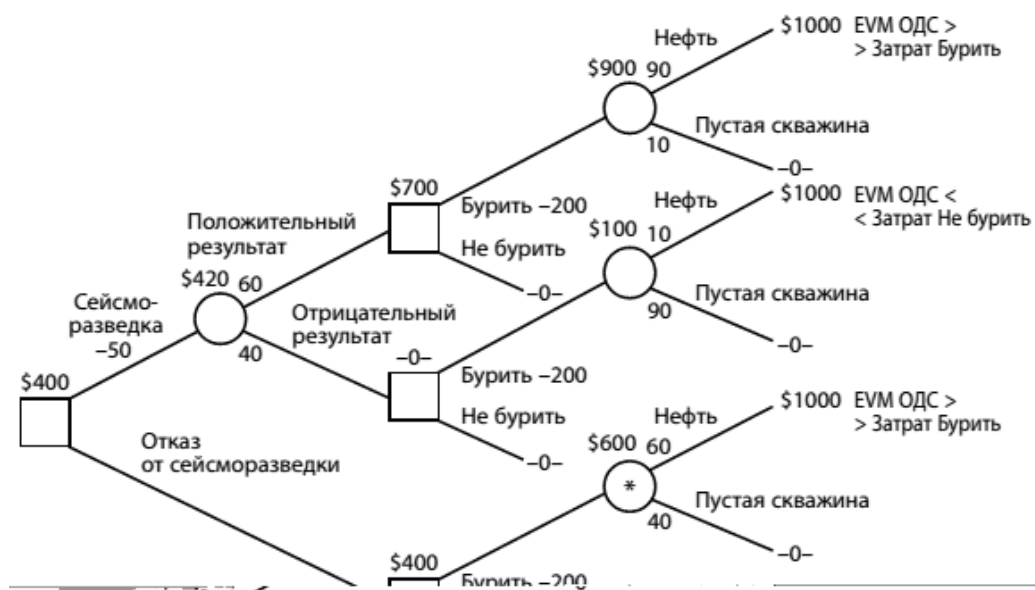 Нефть
$1000 EVM ОДС >
> Затрат Бурить
$900 90
Пустая скважина
10
–0–
$700
Бурить –200
Нефть
$1000 EVM ОДС <
< Затрат Не бурить
Положительный
результат
Не бурить
$100 10
$420 60
–0–
Пустая скважина
Сейсмо-
разведка
–50
Отрицательный
результат
90
40
–0–
–0–
$400
Бурить –200
Не бурить
Нефть
$1000 EVM ОДС >
> Затрат Бурить
Отказ
от сейсморазведки
$600 60
–0–
*
Пустая скважина
40
–0–
$400
Бурить –200